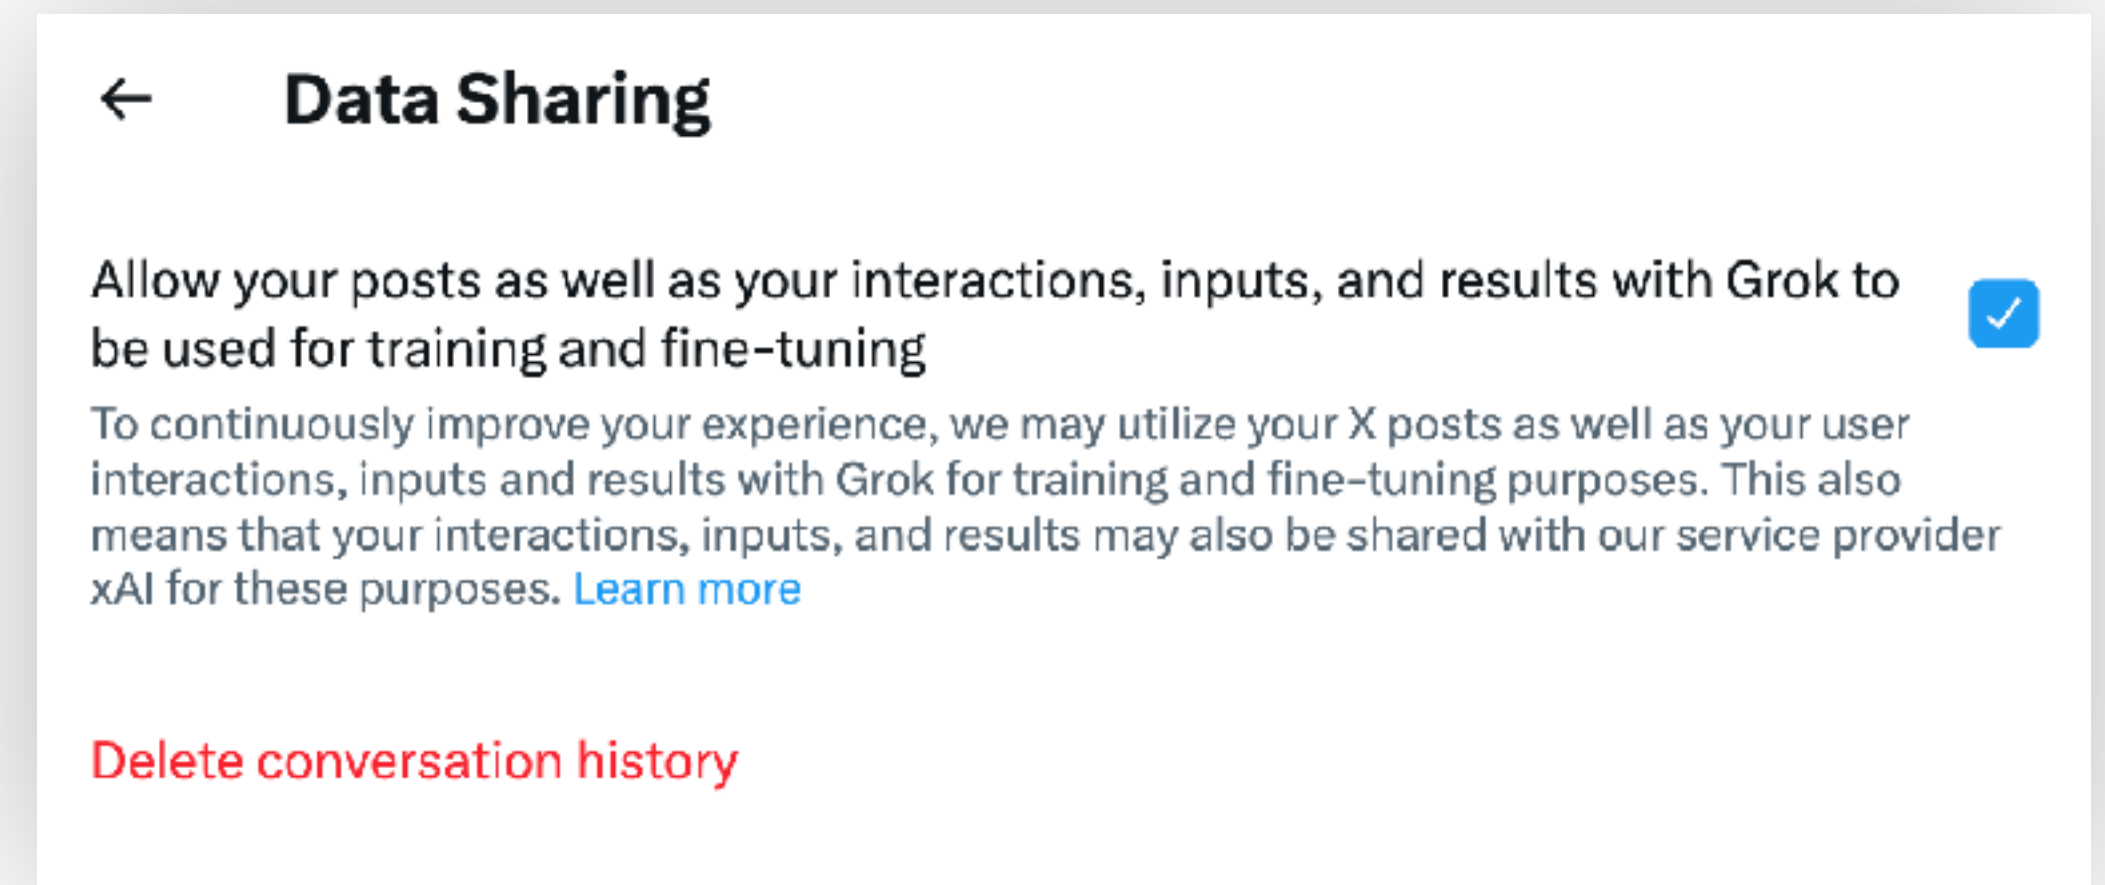 Data Sharing
Allow your posts as well as your interactions, inputs, and results with Grok to
be used for training and fine-tuning
To continuously improve your experience, we may utilize your X posts as well as your user
interactions, inputs and results with Grok for training and fine-tuning purposes. This also
means that your interactions, inputs, and results may also be shared with our service provider
xAI for these purposes. Learn more
Delete conversation history